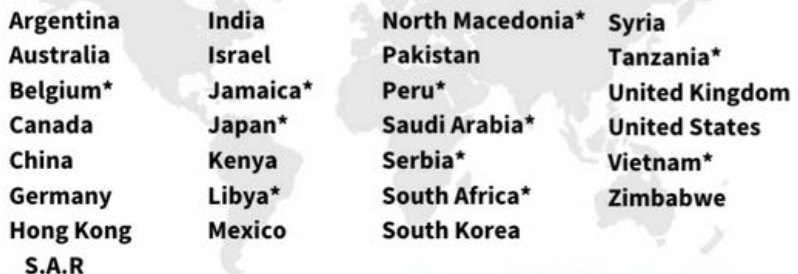 Argentina
Australia
Belgium*
Canada
China
Germany
Hong Kong
S.A.R
India
Israel
Jamaica*
Japan*
Kenya
Libya*
Mexico
North Macedonia*
Pakistan
Peru*
Saudi Arabia*
Serbia*
South Africa*
South Korea
Syria
Tanzania*
United Kingdom
United States
Vietnam*
Zimbabwe